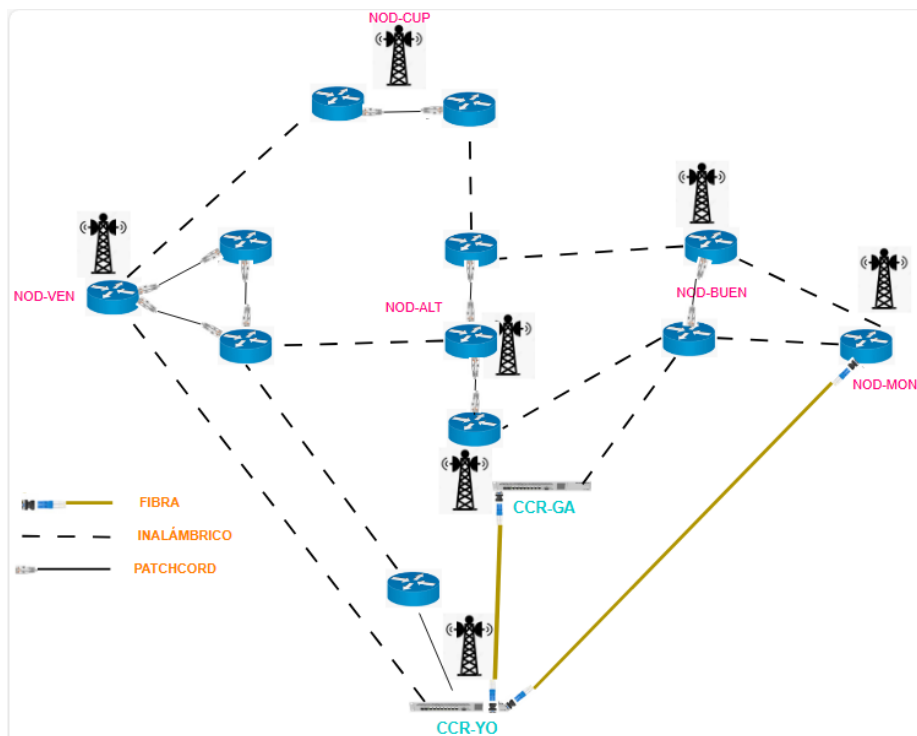 NOD-CUP
NOD-VEN
NOD-ALT
NOD-BUEN
NOD-MON
CCR-GA
FIBRA
INALÁMBRICO
PATCHCORD
CCR-YO